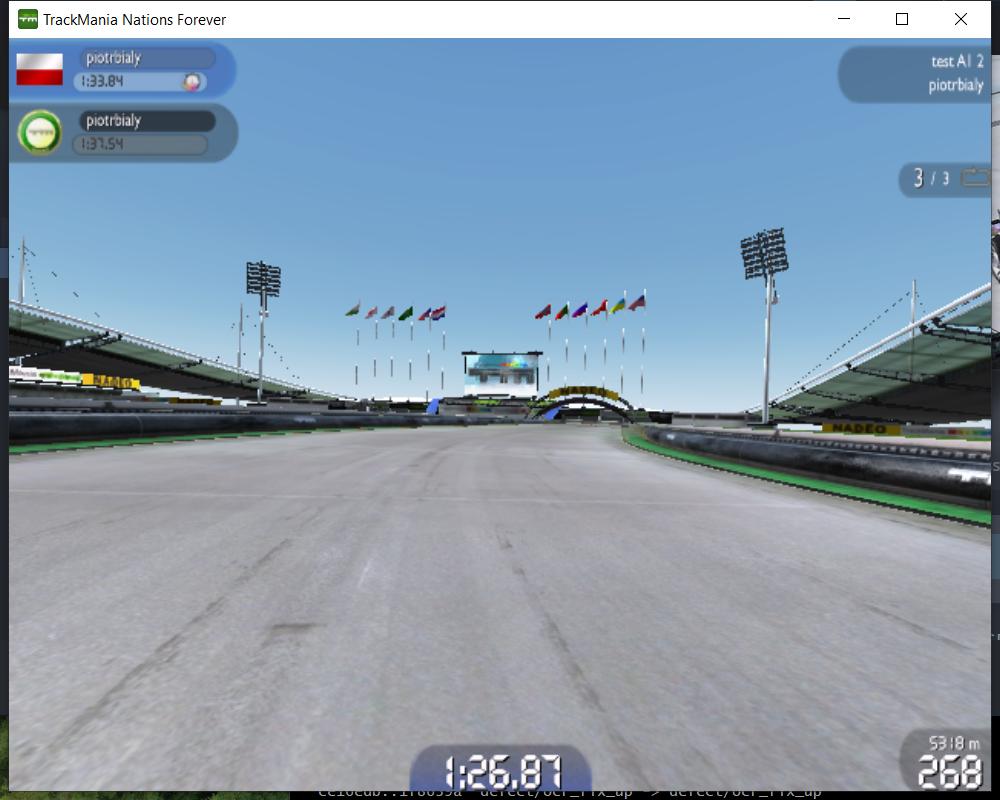 TrackMania Nations Forever
piotrbialy
1:33.84
test A1 2
piotrbialy
piotrbialy
1:37.54
3 / 3
NADEO
NADEO
5318 m
1:26.87
268